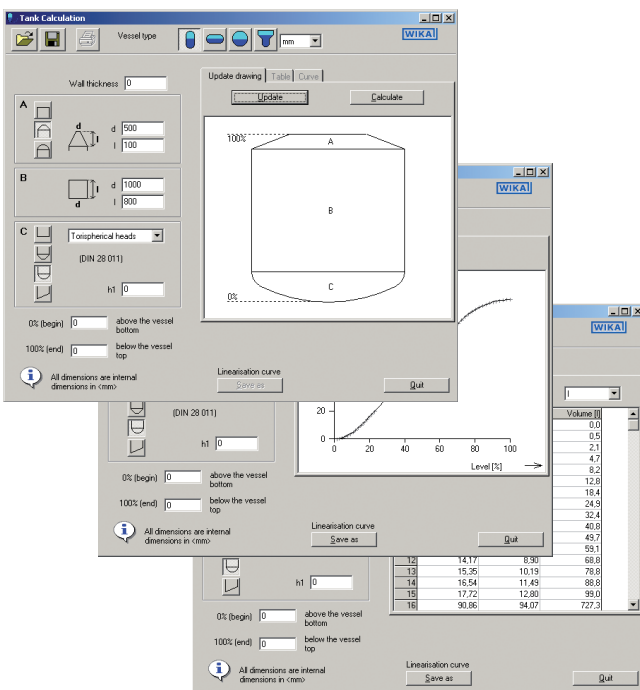 Tank Calculation
Vessel type
mm
WIKAI
Wall thickness 0
Update drawing Table Curve
Update Calculate
A
d
l
d 500
l 100
B
l
d
d 1000
l 800
C
Torispherical heads
(DIN 28 011)
h1 0
0% (begin) 0 above the vessel
bottom
100% (end) 0 below the vessel
top
All dimensions are internal
dimensions in <mm>
Linearisation curve
Save as
Quit
100%
A
B
C
0%
WIKAI
(DIN 28 011)
h1 0
0% (begin) 0 above the vessel
bottom
100% (end) 0 below the vessel
top
All dimensions are internal
dimensions in <mm>
Linearisation curve
Save as
Quit
20
0
0 20 40 60 80 100
Level [%]
WIKAI
l
Volume [l]
0,0
0,5
2,1
4,7
8,2
12,8
18,4
24,9
32,4
40,8
49,7
59,1
12 14,17 8,90 68,8
13 15,35 10,19 78,8
14 16,54 11,49 88,8
15 17,72 12,80 99,0
16 90,86 94,07 727,3
h1 0
0% (begin) 0 above the vessel
bottom
100% (end) 0 below the vessel
top
All dimensions are internal
dimensions in <mm>
Linearisation curve
Save as
Quit